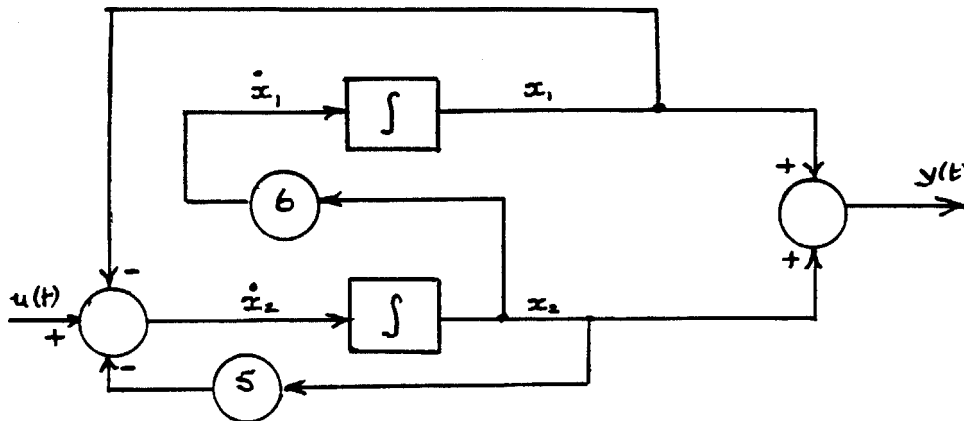 ẋ₁
∫
x₁
6
+
y(t)
+
-
u(t)
+
ẋ₂
∫
x₂
-
5